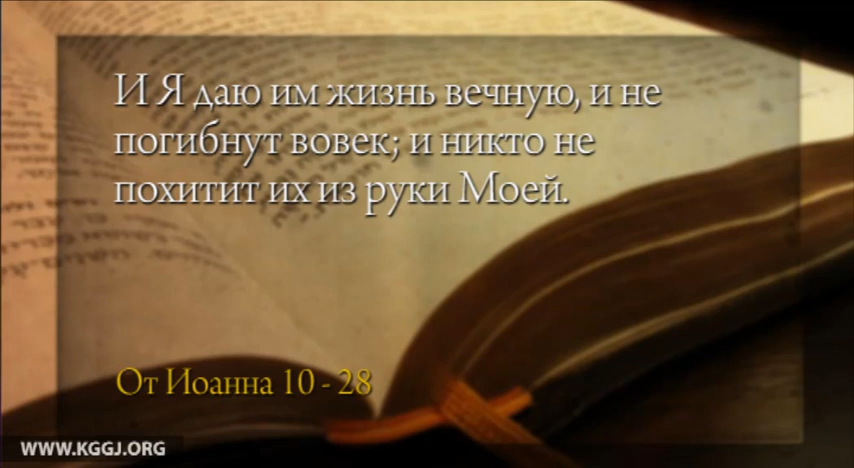 И Я даю им жизнь вечную, и не
погибнут вовек; и никто не
похитит их из руки Моей.
От Иоанна 10 - 28
WWW.KGGJ.ORG